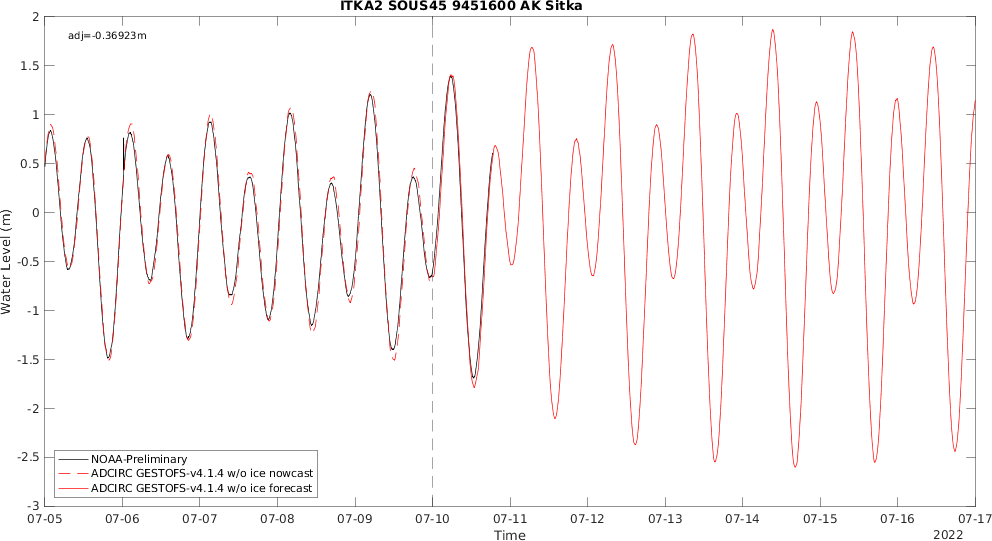 ITKA2 SOUS45 9451600 AK Sitka
adj=-0.36923m
2
1.5
1
0.5
0
-0.5
-1
-1.5
-2
-2.5
-3
Water Level (m)
NOAA-Preliminary
ADCIRC GESTOFS-v4.1.4 w/o ice nowcast
ADCIRC GESTOFS-v4.1.4 w/o ice forecast
07-05 07-06 07-07 07-08 07-09 07-10 07-11 07-12 07-13 07-14 07-15 07-16 07-17
Time
2022